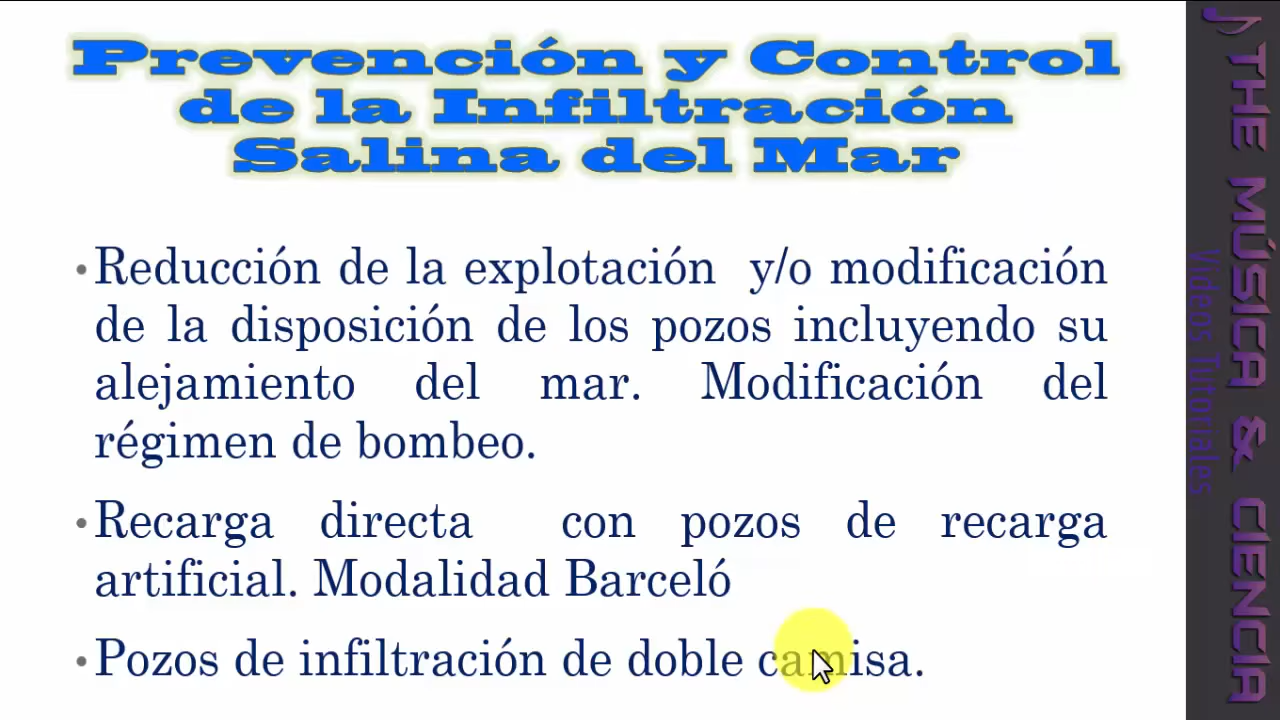 Prevención y Control
de la Infiltración
Salina del Mar
•Reducción de la explotación y/o modificación
de la disposición de los pozos incluyendo su
alejamiento del mar. Modificación del
régimen de bombeo.
•Recarga directa con pozos de recarga
artificial. Modalidad Barceló
•Pozos de infiltración de doble camisa.
THE MÚSICA & CIENCIA
Videos Tutoriales